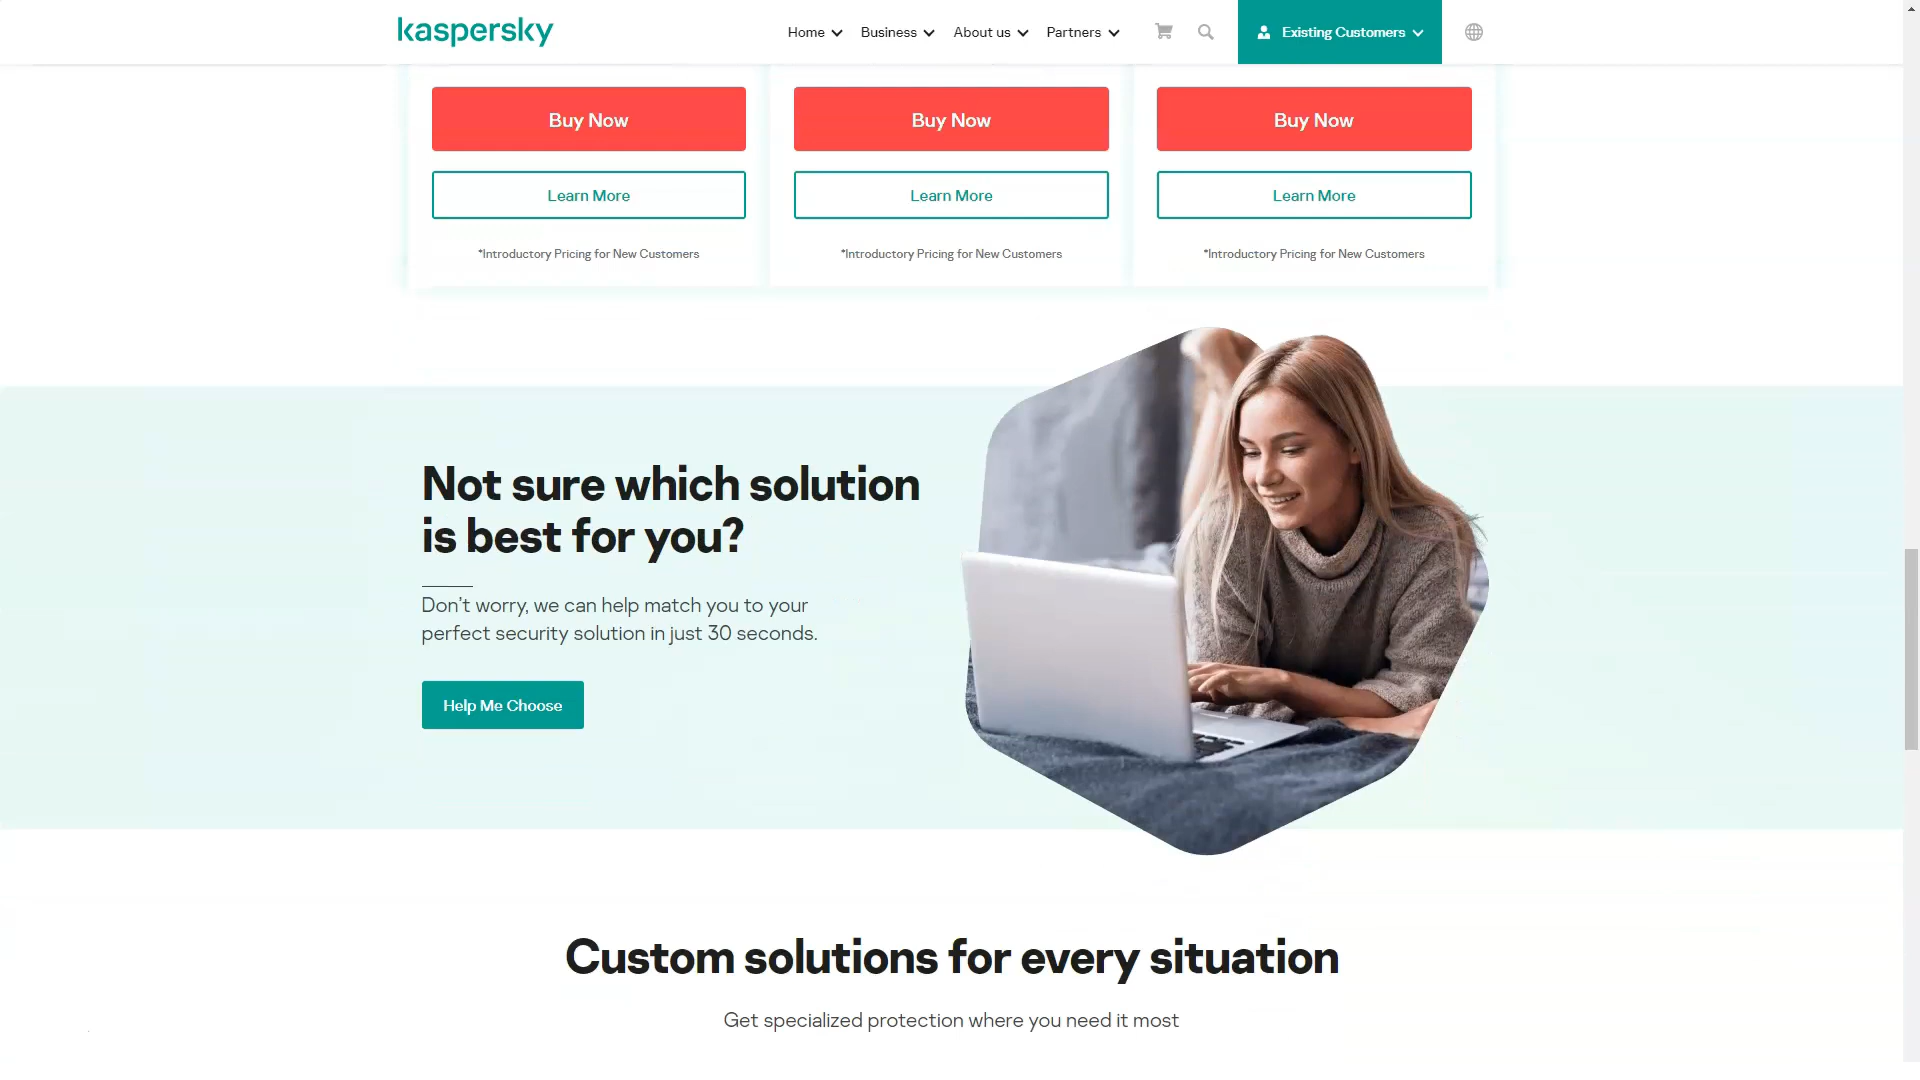 kaspersky
Home
Business
About us
Partners
Existing Customers
Buy Now
Buy Now
Buy Now
Learn More
Learn More
Learn More
*Introductory Pricing for New Customers
*Introductory Pricing for New Customers
*Introductory Pricing for New Customers
Not sure which solution
is best for you?
Don't worry, we can help match you to your
perfect security solution in just 30 seconds.
Help Me Choose
Custom solutions for every situation
Get specialized protection where you need it most